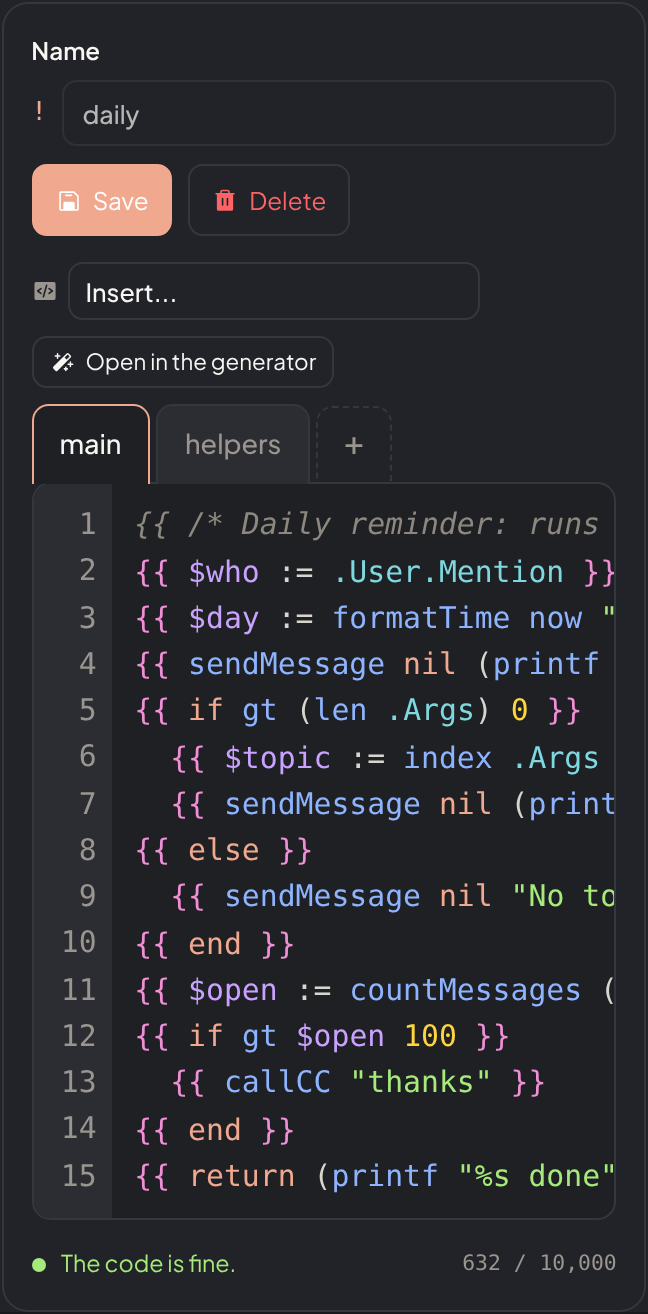 Name
! daily
Save Delete
</> Insert...
Open in the generator
main helpers +
1 {{ /* Daily reminder: runs
2 {{ $who := .User.Mention }}
3 {{ $day := formatTime now "
4 {{ sendMessage nil (printf
5 {{ if gt (len .Args) 0 }}
6 {{ $topic := index .Args
7 {{ sendMessage nil (print
8 {{ else }}
9 {{ sendMessage nil "No to
10 {{ end }}
11 {{ $open := countMessages (
12 {{ if gt $open 100 }}
13 {{ callCC "thanks" }}
14 {{ end }}
15 {{ return (printf "%s done"
The code is fine. 632 / 10,000